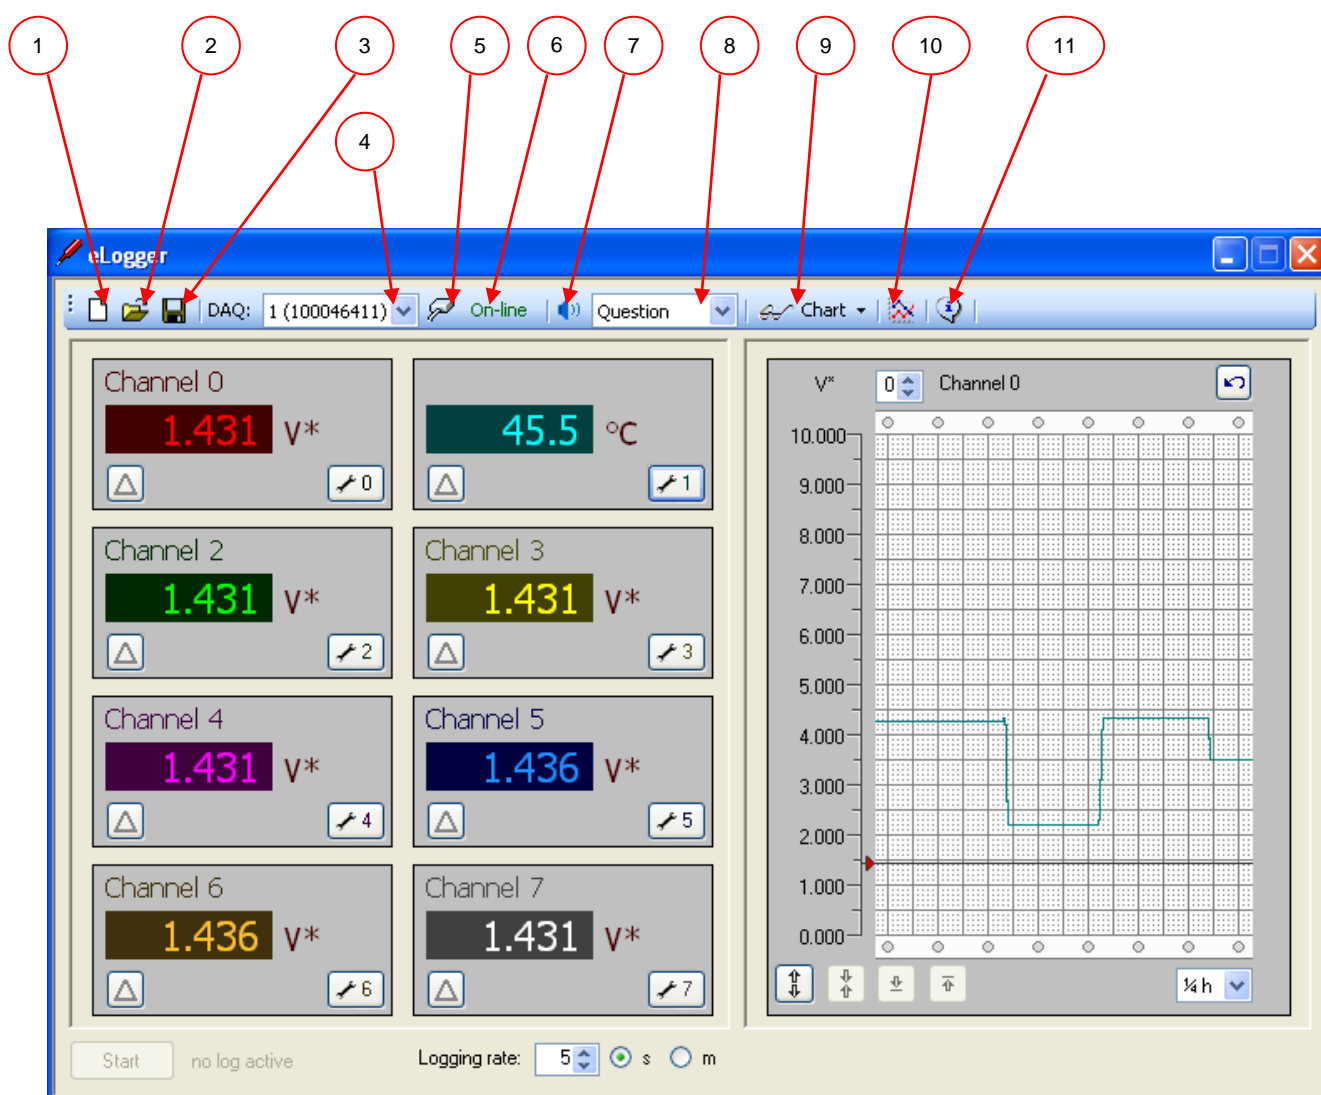 1 2 3 5 6 7 8 9 10 11
4
eLogger
DAQ: 1 (100046411) On-line Question Chart
Channel 0
1.431 V*
0
45.5 °C
1
Channel 2
1.431 V*
2
Channel 3
1.431 V*
3
Channel 4
1.431 V*
4
Channel 5
1.436 V*
5
Channel 6
1.436 V*
6
Channel 7
1.431 V*
7
V* 0 Channel 0
10.000
9.000
8.000
7.000
6.000
5.000
4.000
3.000
2.000
1.000
0.000
¼ h
Start no log active Logging rate: 5 s m